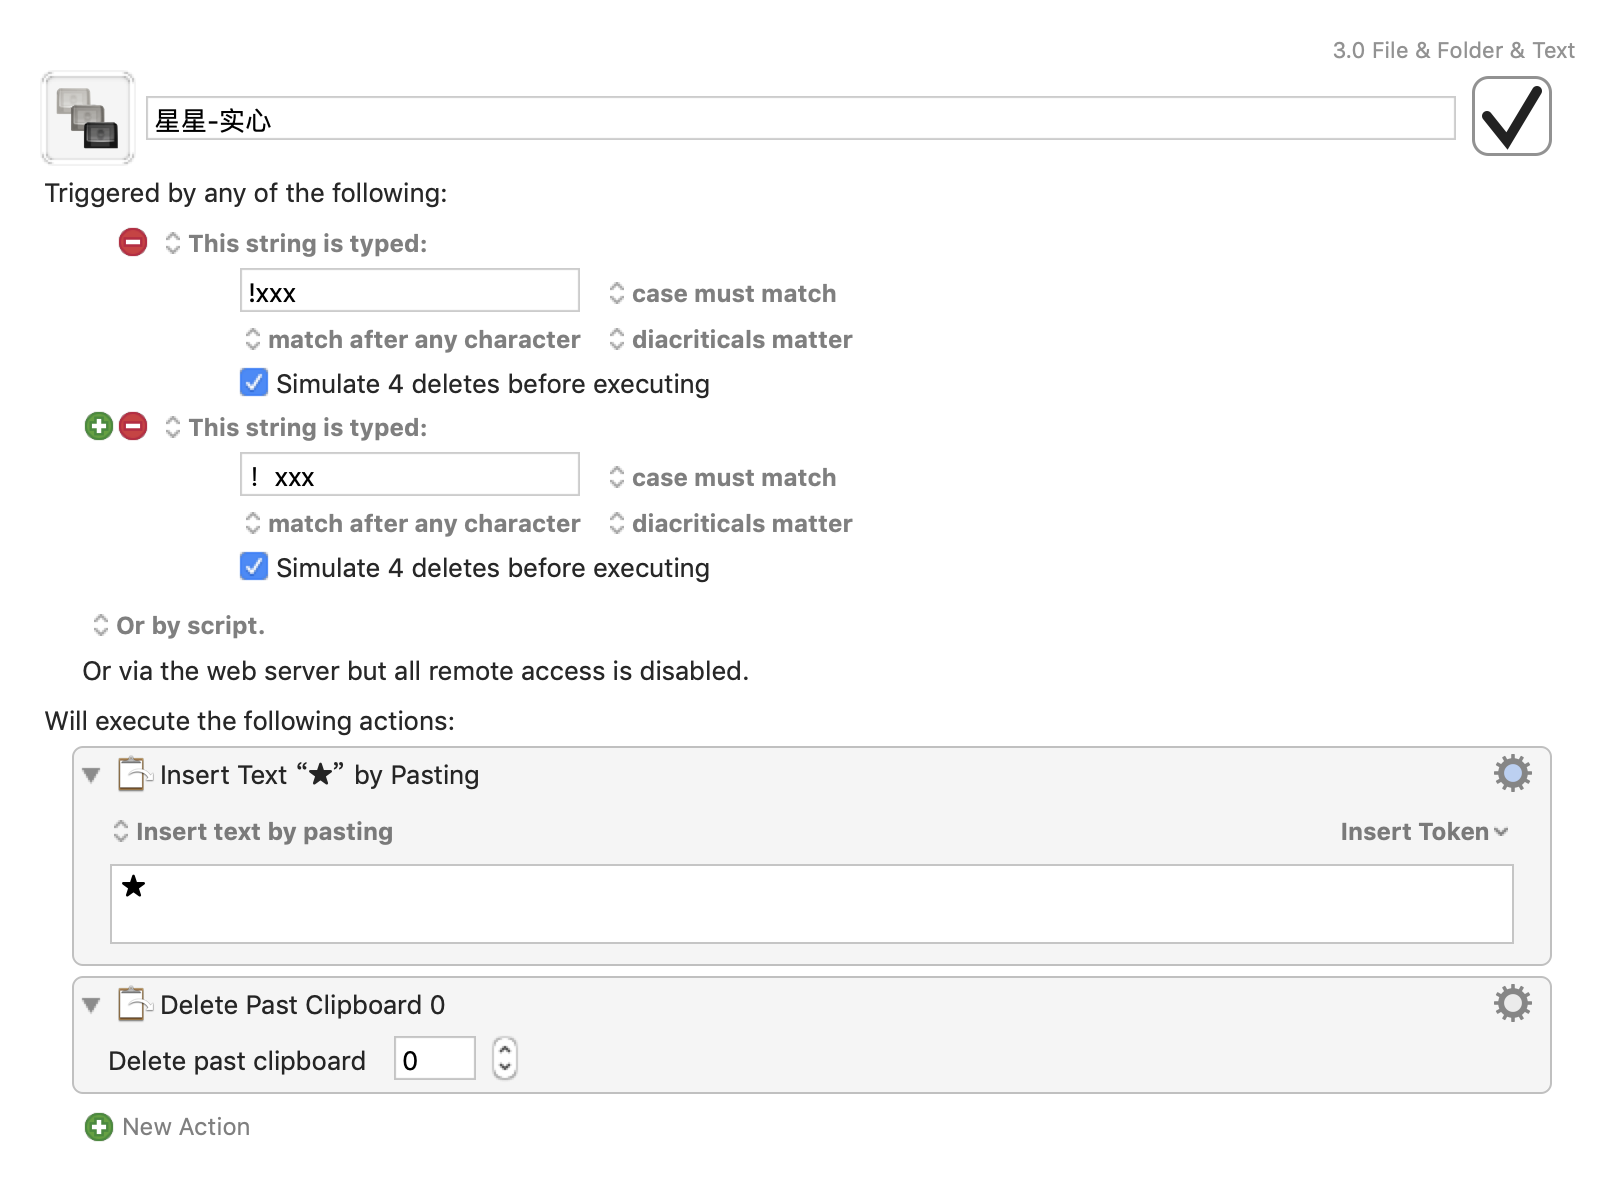 3.0 File & Folder & Text
星星-实心
Triggered by any of the following:
This string is typed:
!xxx
case must match
match after any character
diacriticals matter
Simulate 4 deletes before executing
This string is typed:
！xxx
case must match
match after any character
diacriticals matter
Simulate 4 deletes before executing
Or by script.
Or via the web server but all remote access is disabled.
Will execute the following actions:
Insert Text “★” by Pasting
Insert text by pasting
Insert Token
★
Delete Past Clipboard 0
Delete past clipboard
0
New Action